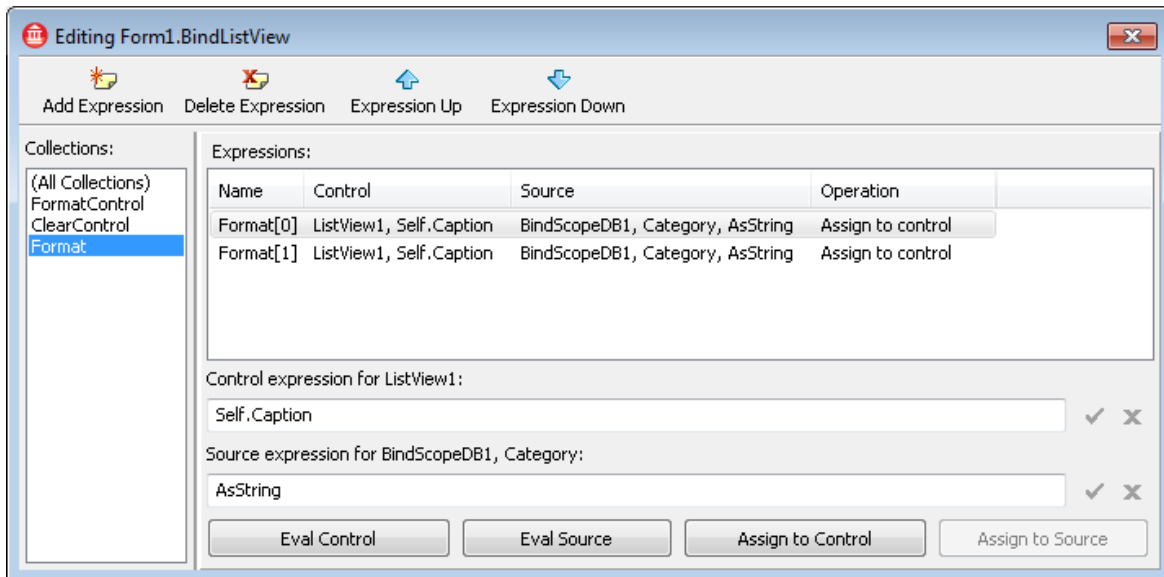 Editing Form1.BindListView
Add Expression Delete Expression Expression Up Expression Down
Collections:
(All Collections)
FormatControl
ClearControl
Format
Expressions:
Name Control Source Operation
Format[0] ListView1, Self.Caption BindScopeDB1, Category, AsString Assign to control
Format[1] ListView1, Self.Caption BindScopeDB1, Category, AsString Assign to control
Control expression for ListView1:
Self.Caption
Source expression for BindScopeDB1, Category:
AsString
Eval Control Eval Source Assign to Control Assign to Source